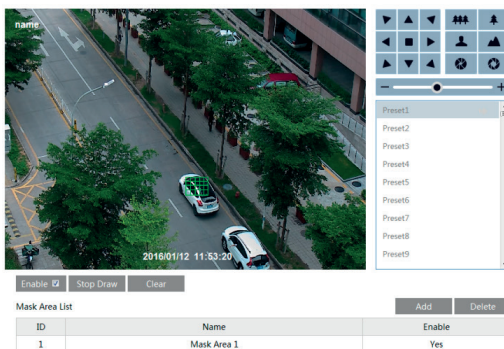 name
2016/01/12 11:53:20
Preset1
Preset2
Preset3
Preset4
Preset5
Preset6
Preset7
Preset8
Preset9
Enable
Stop Draw
Clear
Mask Area List
Add
Delete
ID Name Enable
1 Mask Area 1 Yes